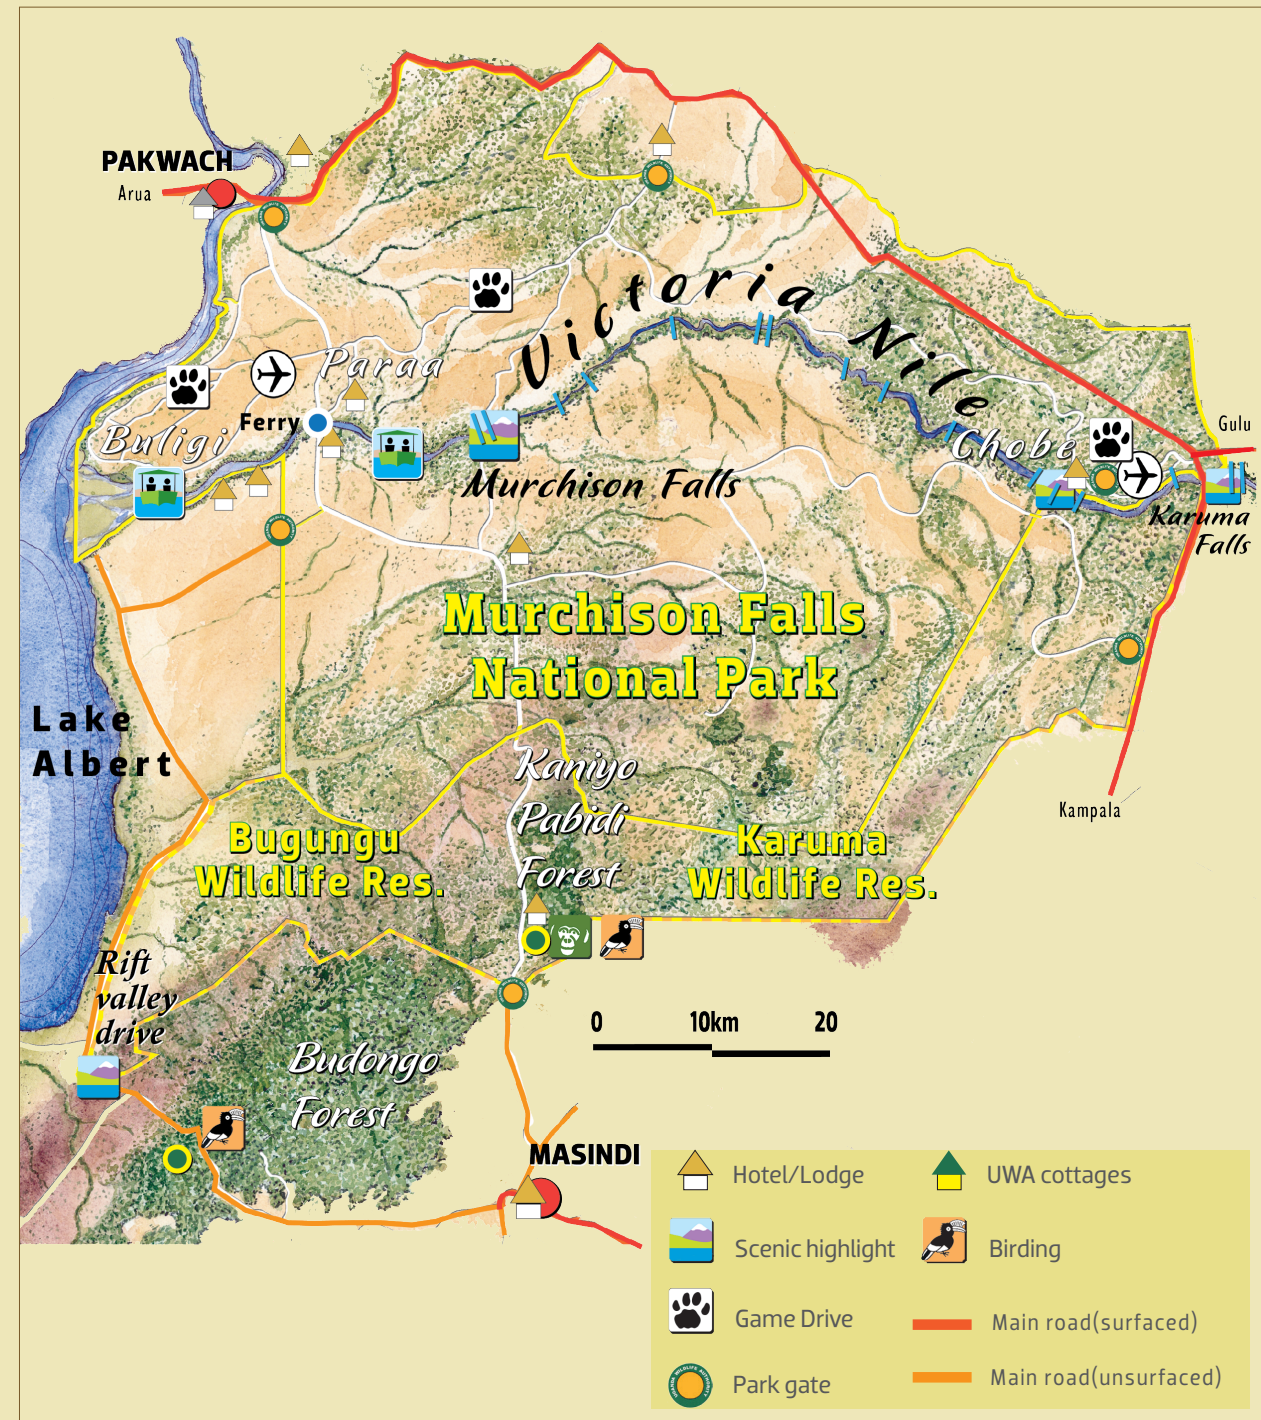 PAKWACH
Arua
Victoria Nile
Paraa
Ferry
Buligi
Gulu
Chobe
Murchison Falls
Karuma
Falls
Murchison Falls
National Park
Lake
Albert
Kaniyo
Pabidi
Forest
Kampala
Bugungu
Wildlife Res.
Karuma
Wildlife Res.
Rift
valley
drive
0 10km 20
Budongo
Forest
MASINDI
Hotel/Lodge
UWA cottages
Scenic highlight
Birding
Game Drive
Main road(surfaced)
Park gate
Main road(unsurfaced)